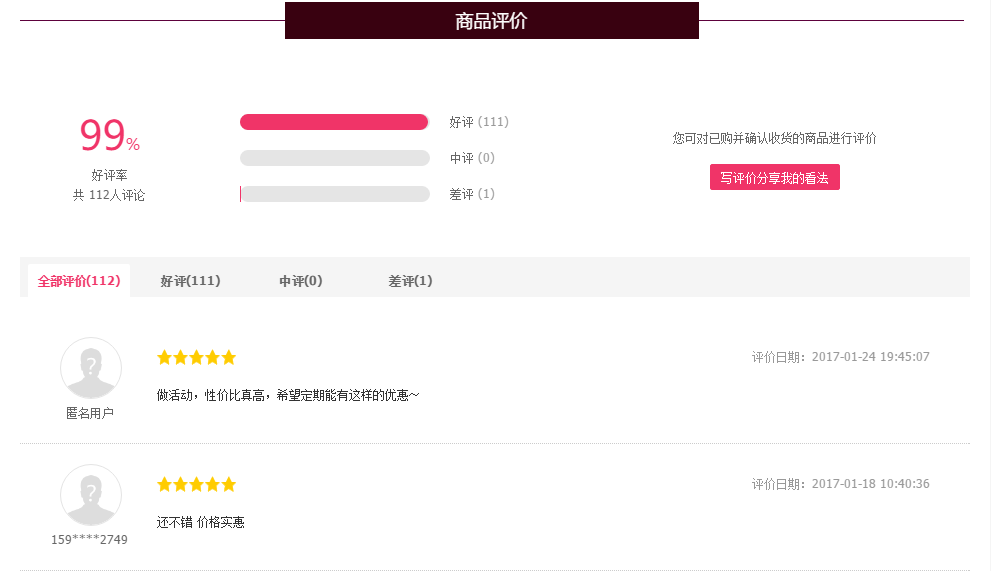 商品评价
99%
好评率
共 112人评论
好评 (111)
中评 (0)
差评 (1)
您可对已购并确认收货的商品进行评价
写评价分享我的看法
全部评价(112) 好评(111) 中评(0) 差评(1)
评价日期：2017-01-24 19:45:07
做活动，性价比真高，希望定期能有这样的优惠～
匿名用户
评价日期：2017-01-18 10:40:36
还不错 价格实惠
159****2749